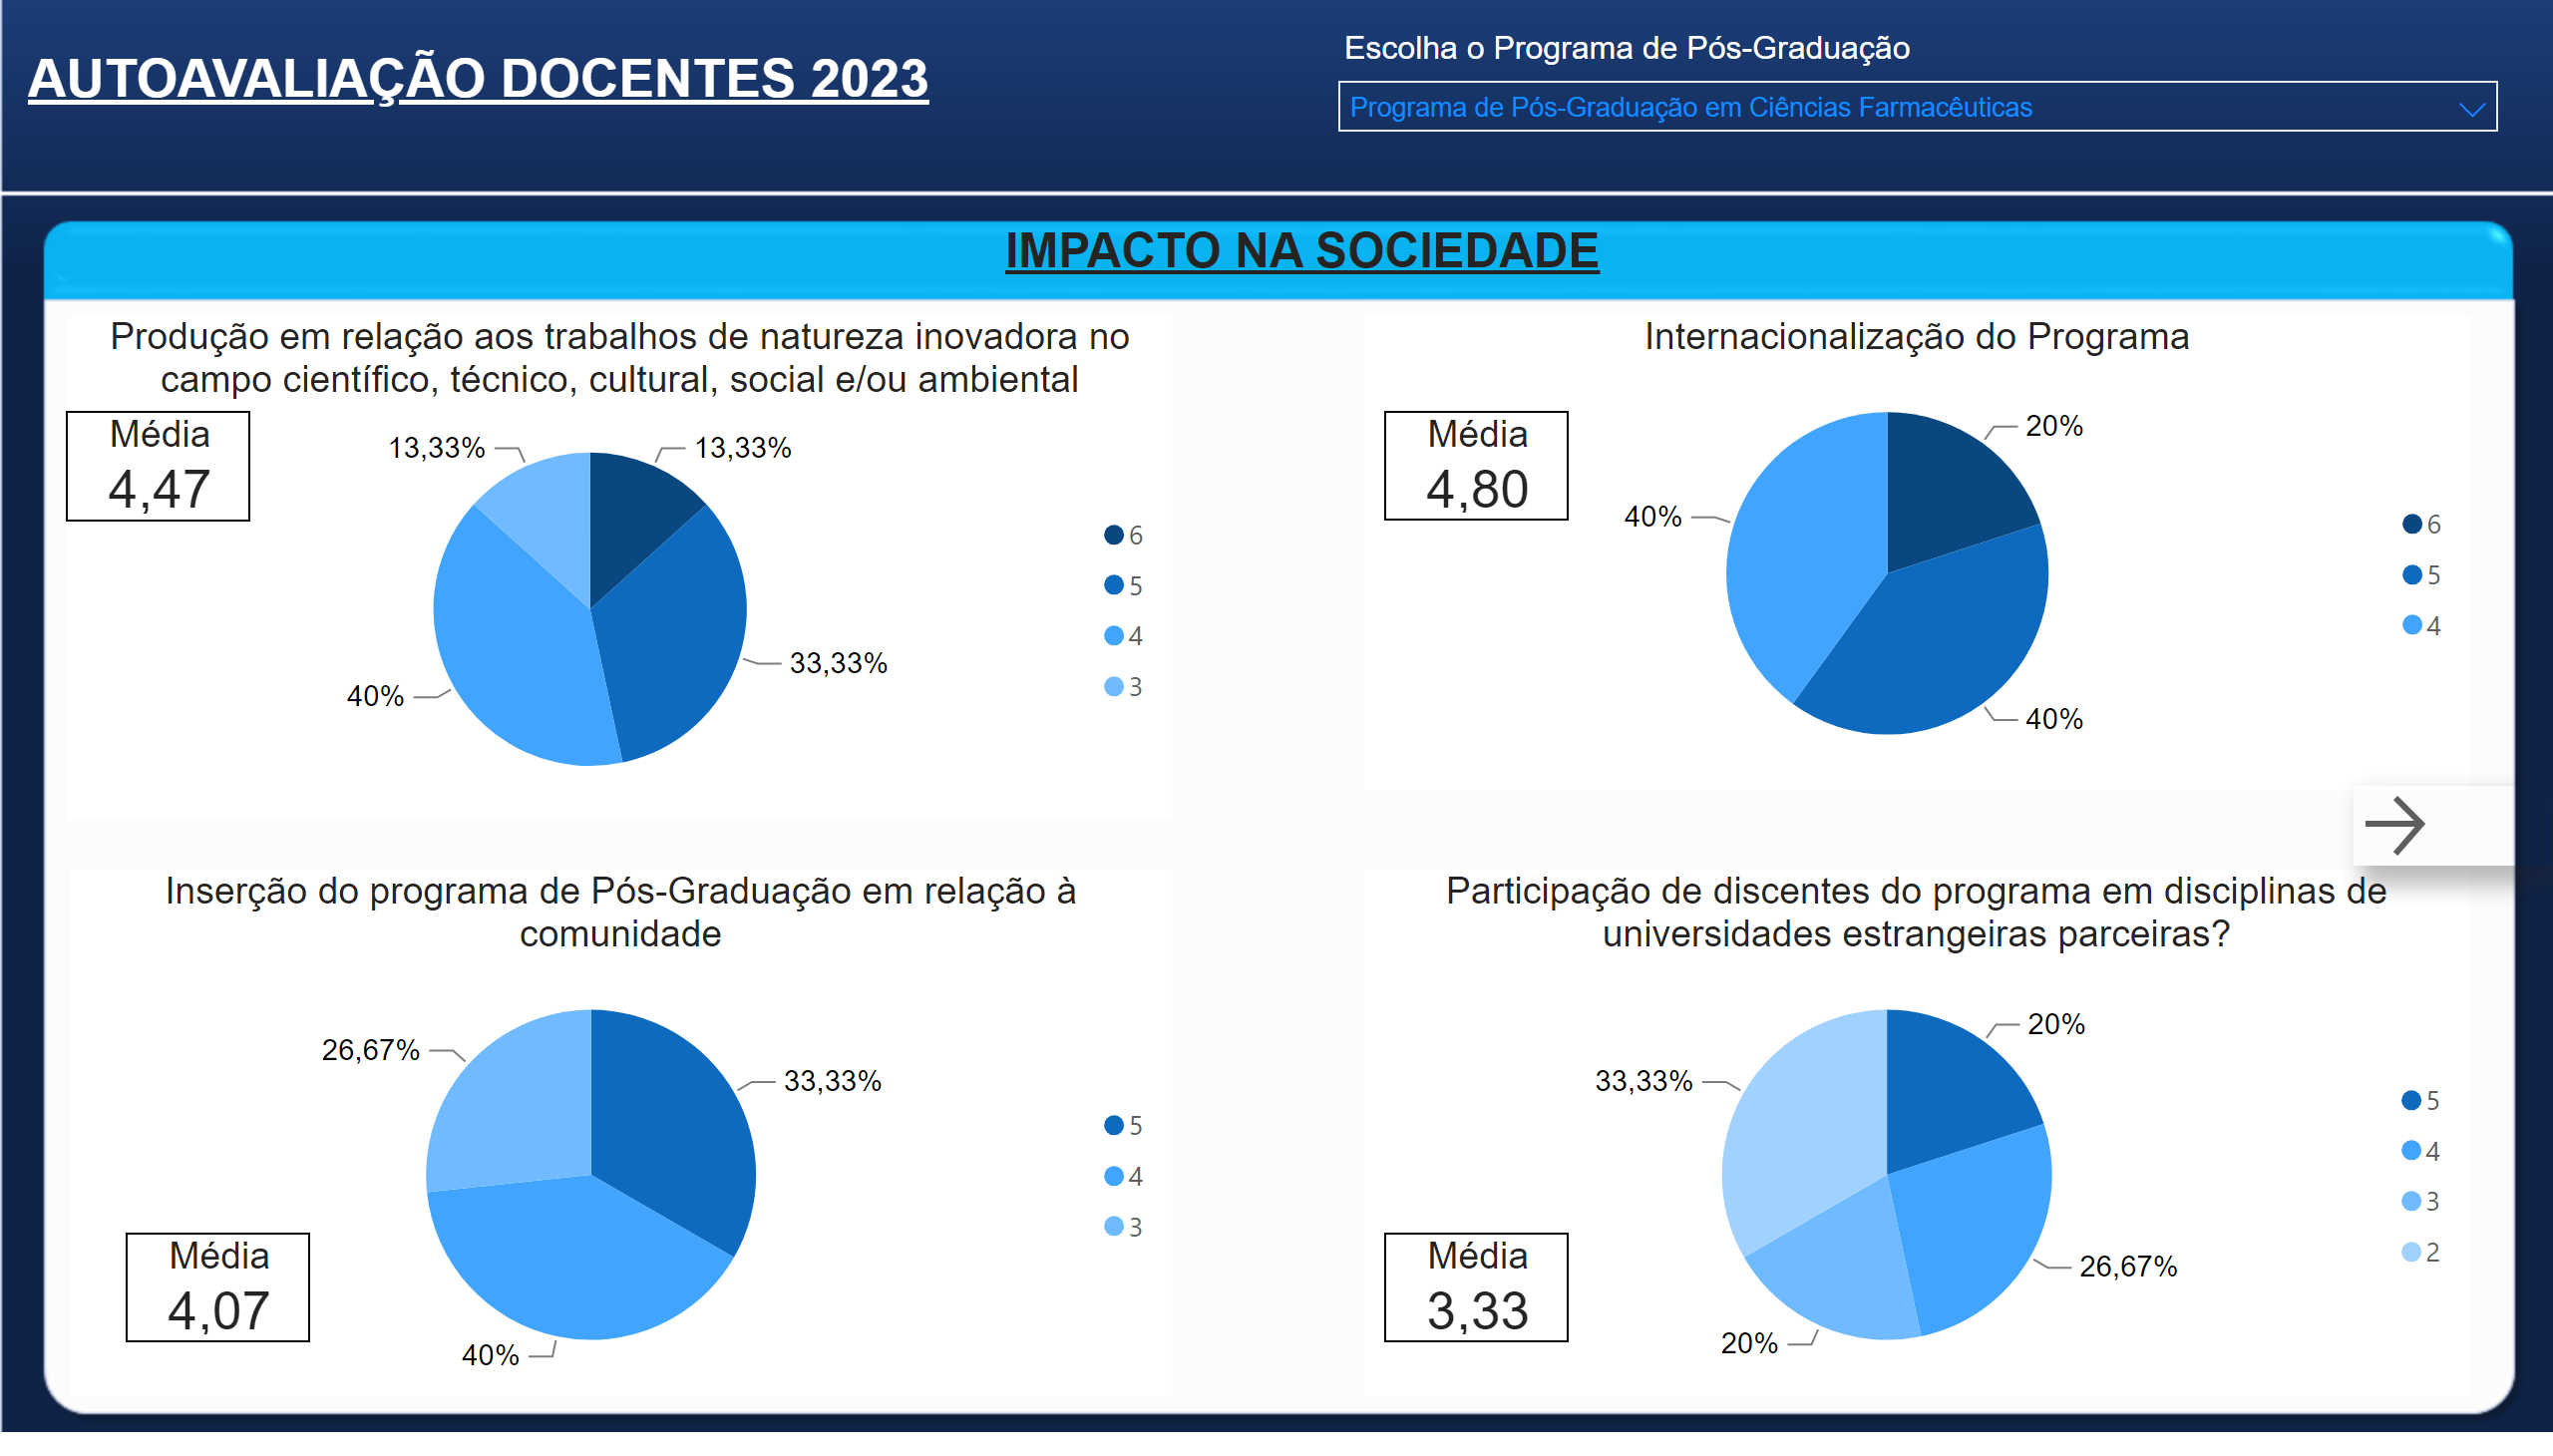 AUTOAVALIAÇÃO DOCENTES 2023
Escolha o Programa de Pós-Graduação
Programa de Pós-Graduação em Ciências Farmacêuticas
IMPACTO NA SOCIEDADE
Produção em relação aos trabalhos de natureza inovadora no
campo científico, técnico, cultural, social e/ou ambiental
Média
4,47
13,33%
13,33%
33,33%
40%
6
5
4
3
Internacionalização do Programa
Média
4,80
20%
40%
40%
6
5
4
Inserção do programa de Pós-Graduação em relação à
comunidade
26,67%
33,33%
40%
Média
4,07
5
4
3
Participação de discentes do programa em disciplinas de
universidades estrangeiras parceiras?
20%
33,33%
26,67%
20%
Média
3,33
5
4
3
2